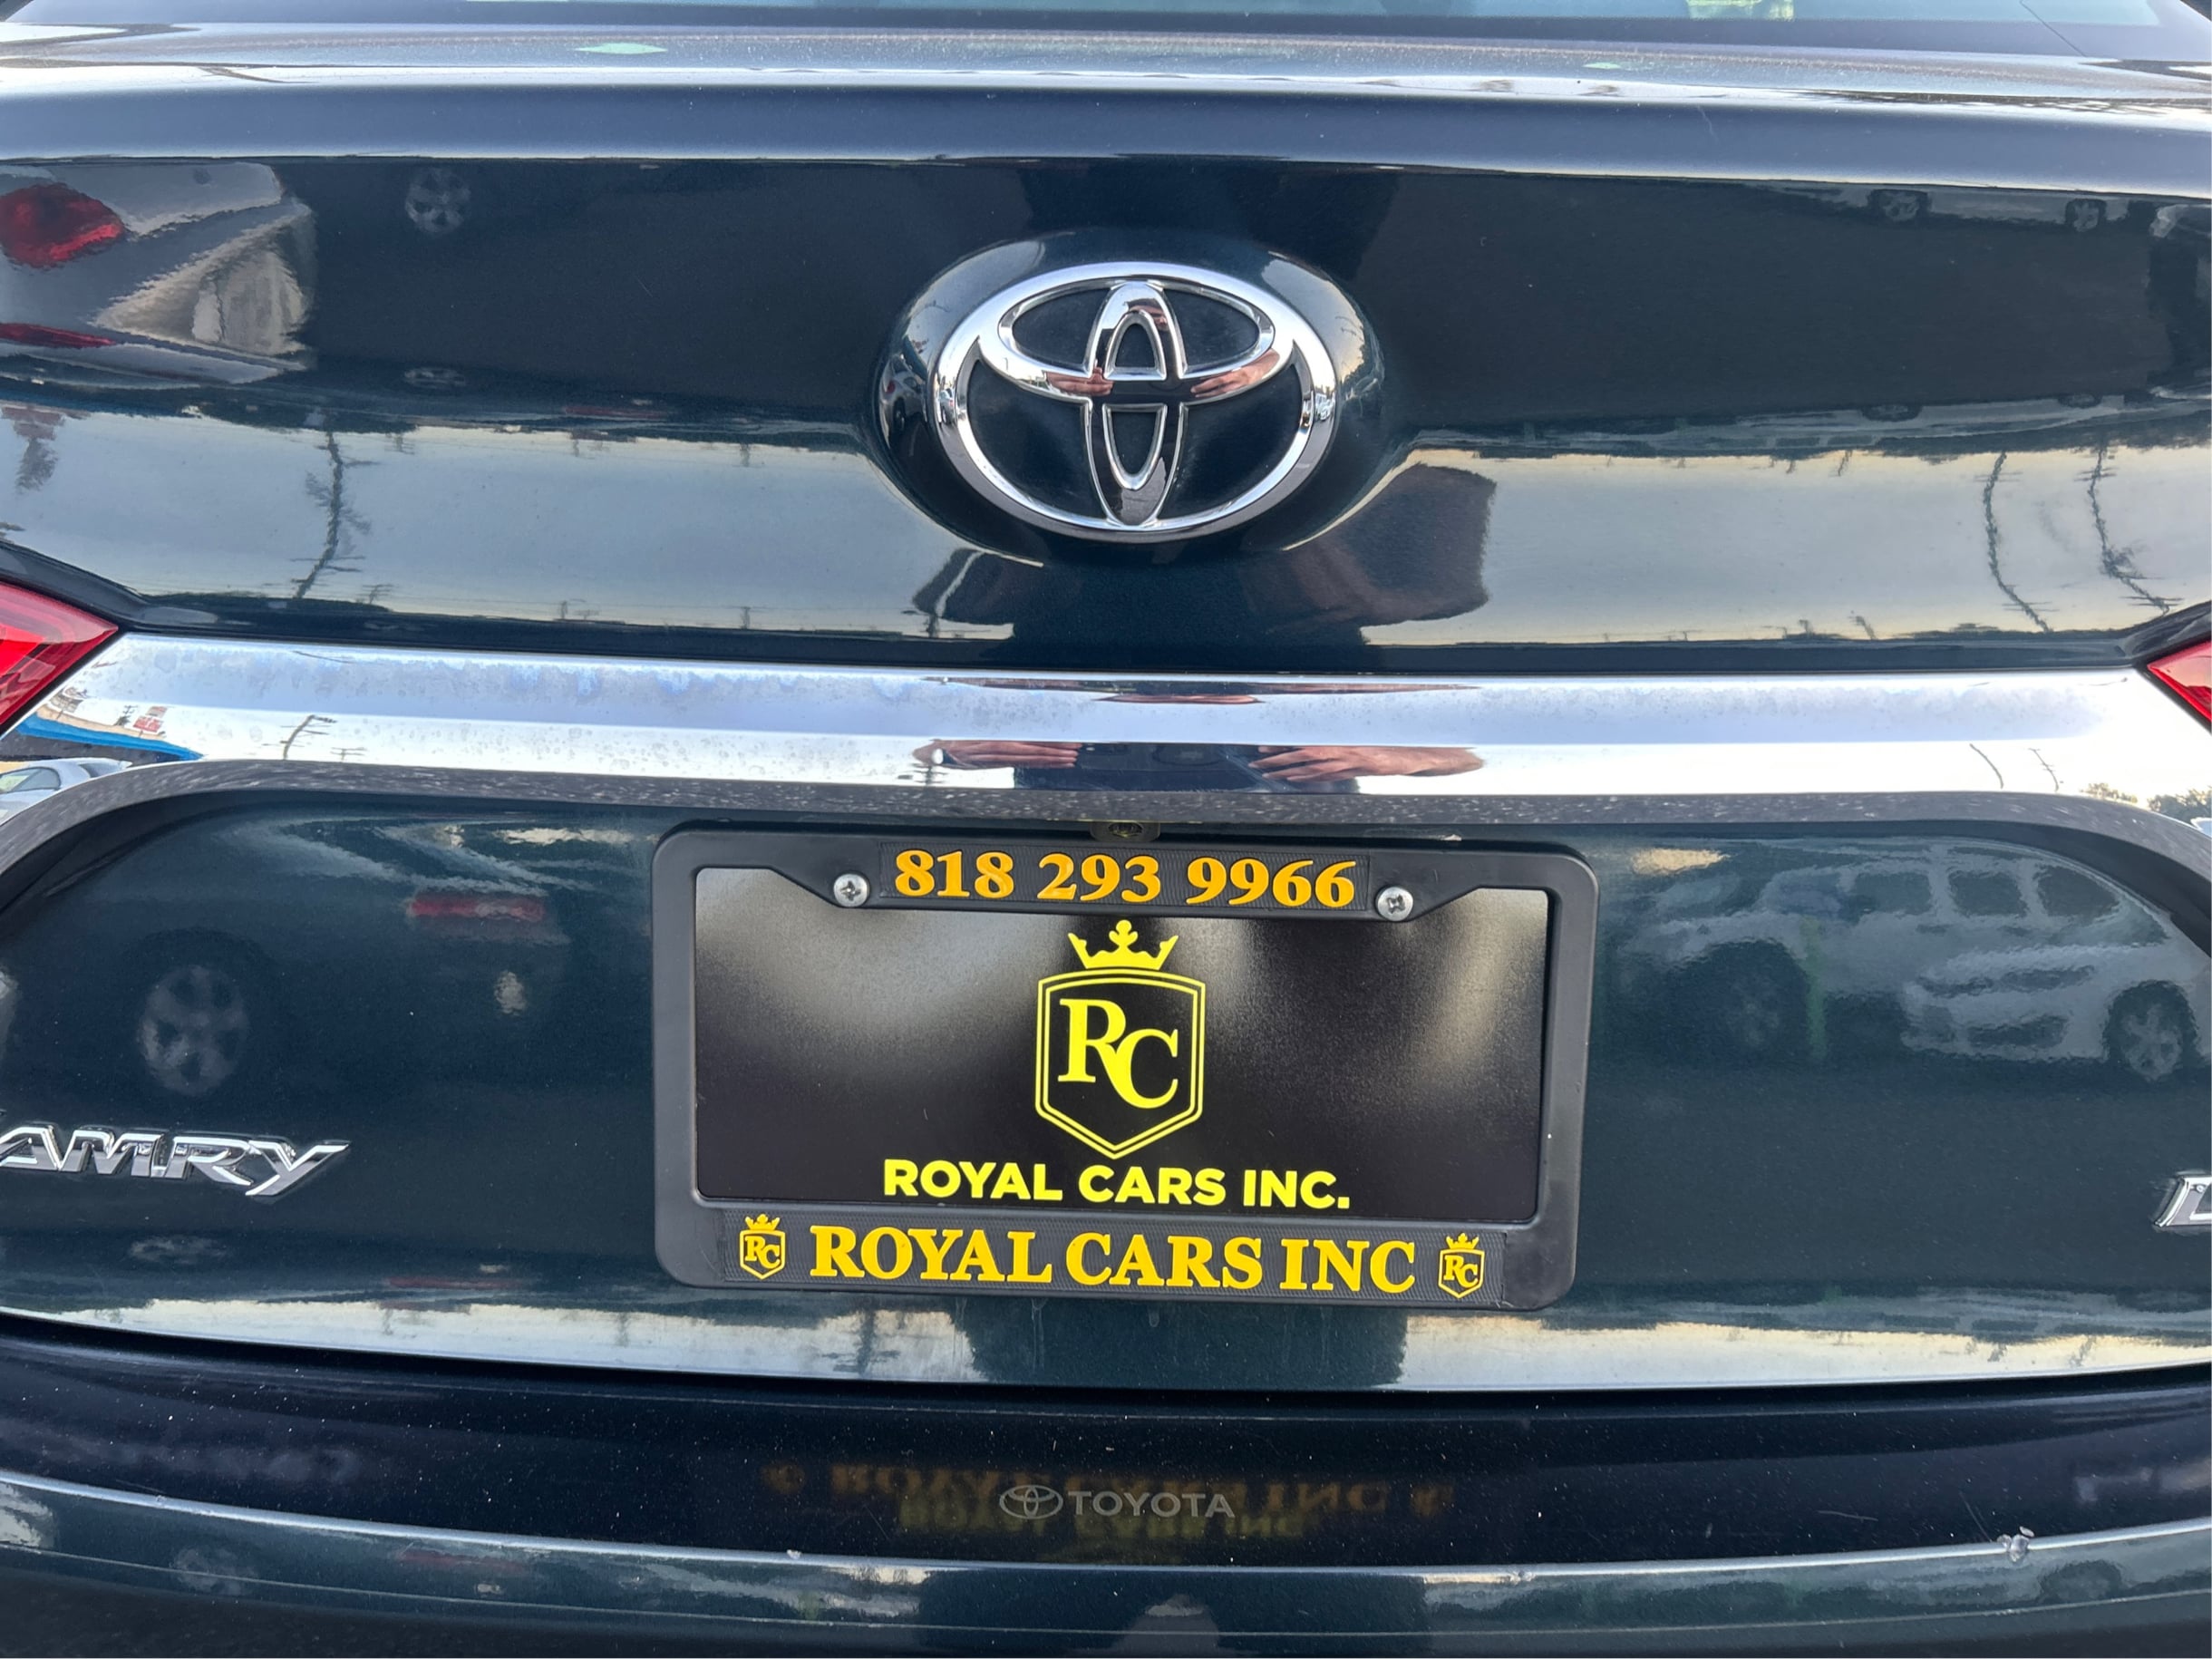 818 293 9966
RC
ROYAL CARS INC.
RC ROYAL CARS INC RC
AMRY
TOYOTA